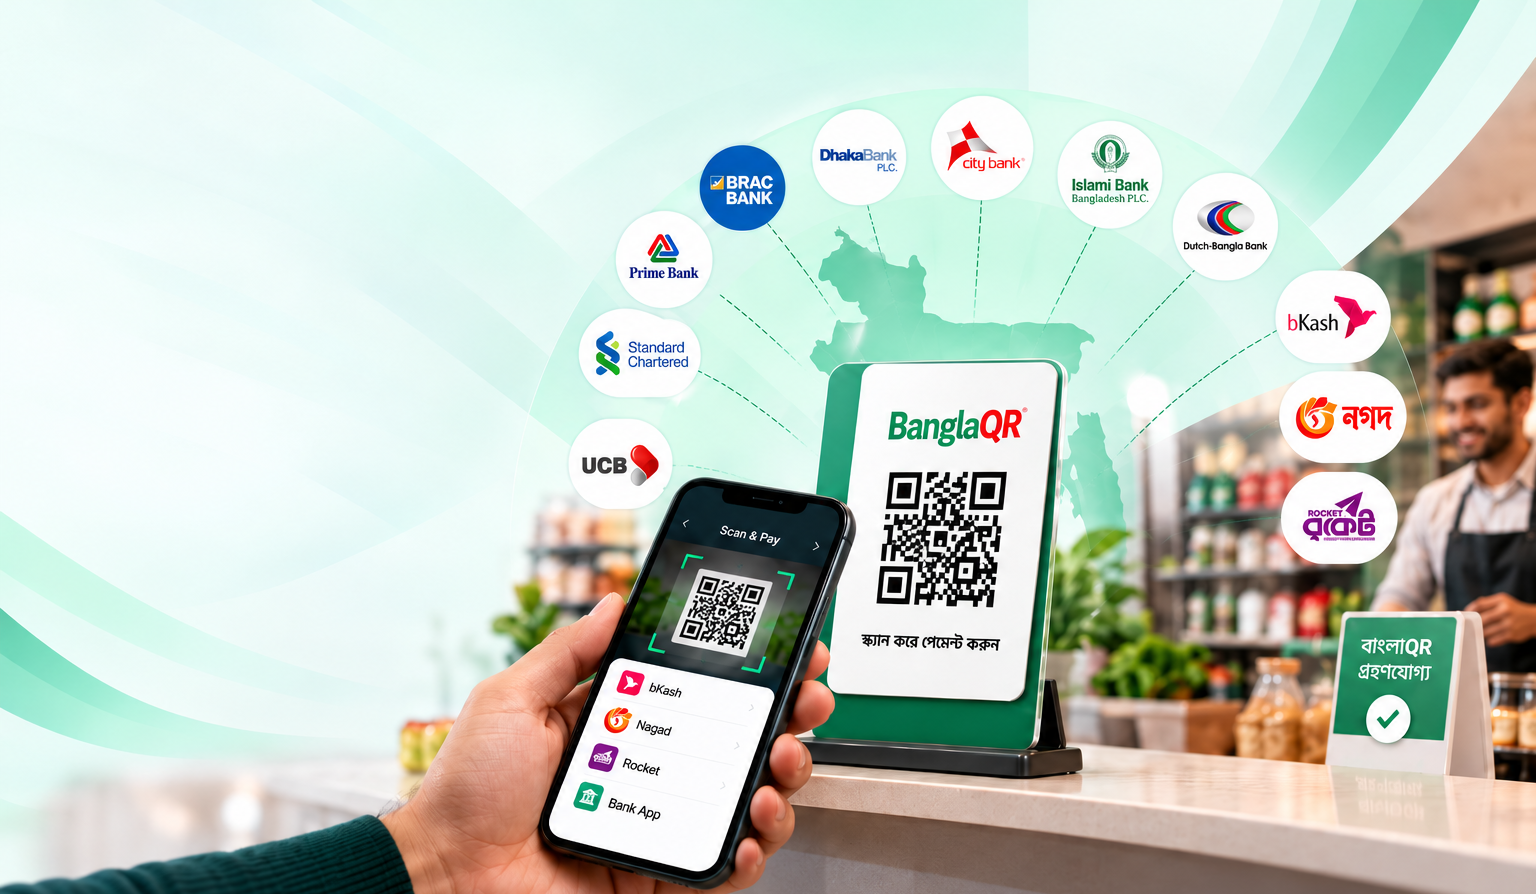 BRAC
BANK
DhakaBank
PLC.
city bank
Islami Bank
Bangladesh PLC.
Dutch-Bangla Bank
Prime Bank
Standard
Chartered
UCB
bKash
নগদ
ROCKET
রকেট
BanglaQR
স্ক্যান করে পেমেন্ট করুন
Scan & Pay
bKash
Nagad
Rocket
Bank App
বাংলাQR
গ্রহণযোগ্য